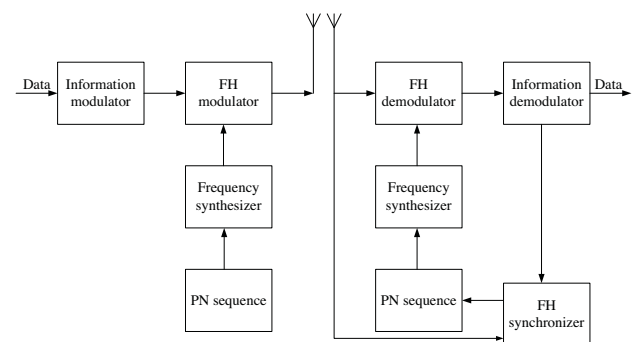 Data
Information
modulator
FH
modulator
FH
demodulator
Information
demodulator
Data
Frequency
synthesizer
Frequency
synthesizer
PN sequence
PN sequence
FH
synchronizer